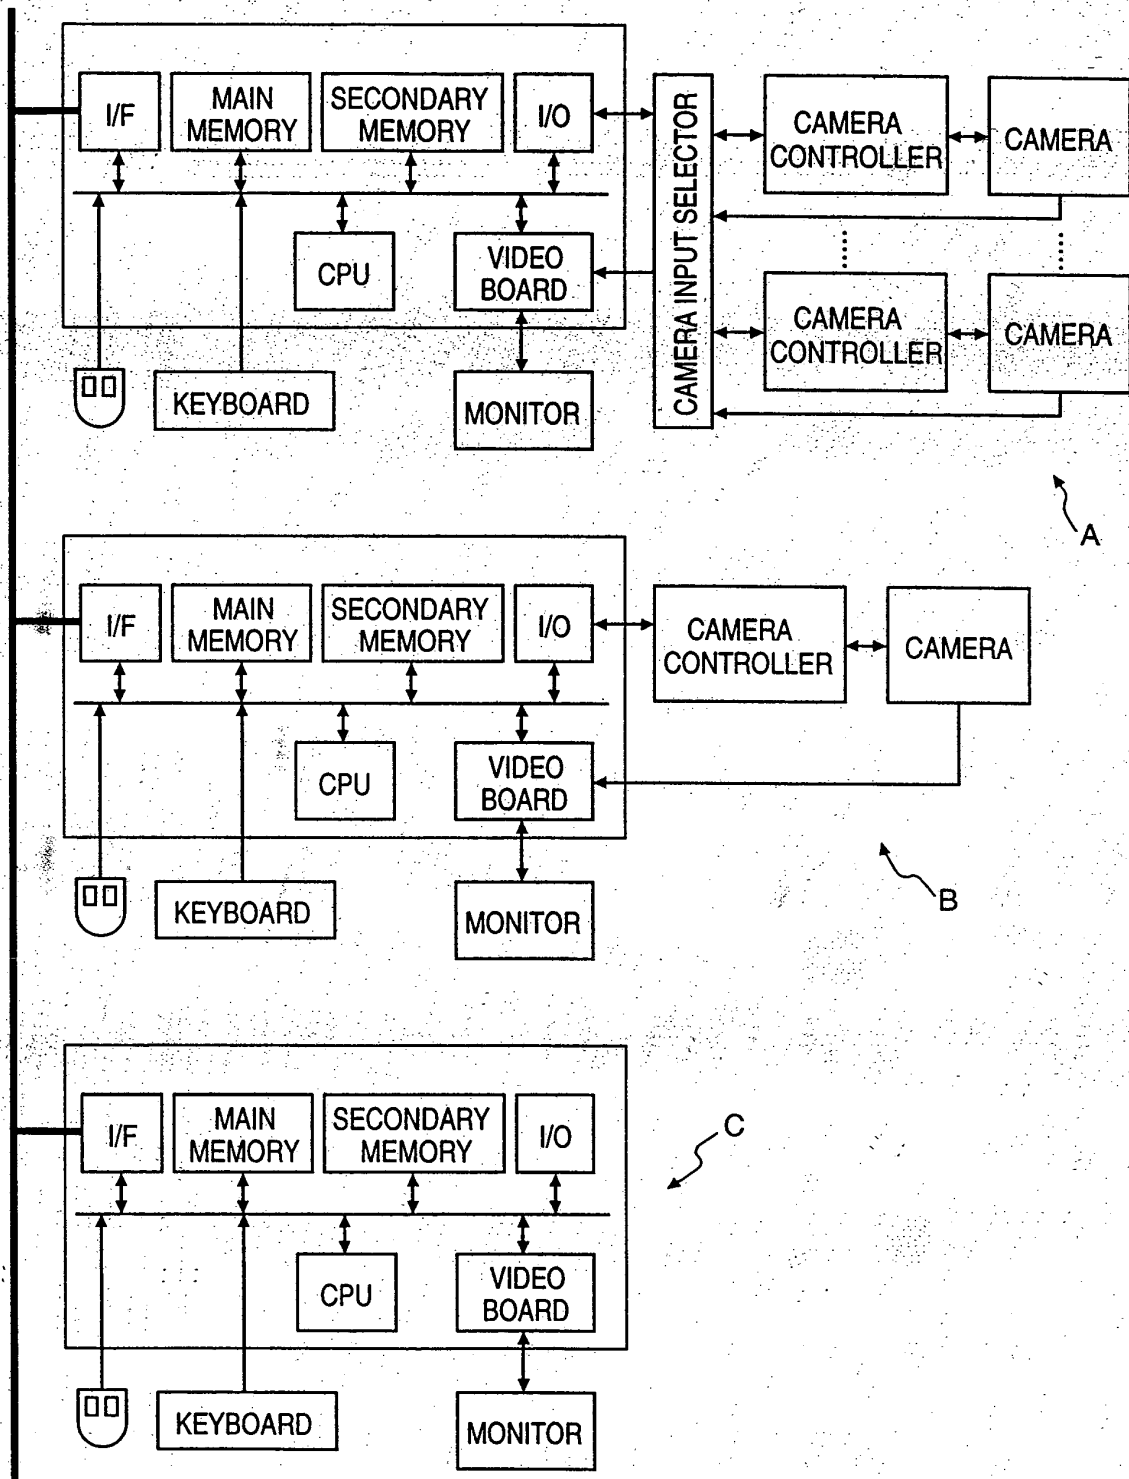 I/F
MAIN
MEMORY
SECONDARY
MEMORY
I/O
CPU
VIDEO
BOARD
KEYBOARD
MONITOR
CAMERA INPUT SELECTOR
CAMERA
CONTROLLER
CAMERA
CAMERA
CONTROLLER
CAMERA
A
I/F
MAIN
MEMORY
SECONDARY
MEMORY
I/O
CPU
VIDEO
BOARD
KEYBOARD
MONITOR
CAMERA
CONTROLLER
CAMERA
B
I/F
MAIN
MEMORY
SECONDARY
MEMORY
I/O
CPU
VIDEO
BOARD
KEYBOARD
MONITOR
C